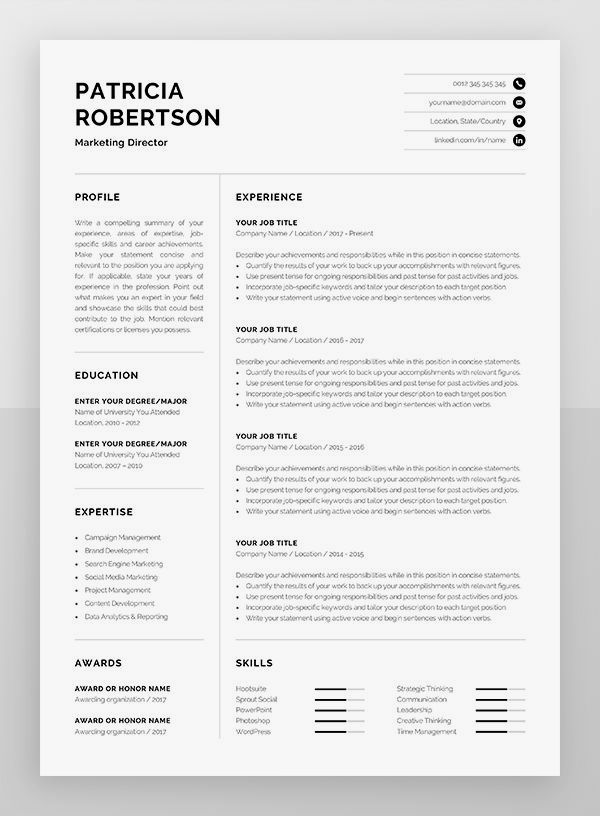 PATRICIA
ROBERTSON
Marketing Director
0012 345 345 345
yourname@domain.com
Location, State/Country
linkedin.com/in/name
PROFILE
Write a compelling summary of your
experience, areas of expertise, job-
specific skills and career achievements.
Make your statement concise and
relevant to the position you are applying
for. If applicable, state your years of
experience in the profession. Point out
what makes you an expert in your field
and showcase the skills that could best
contribute to the job. Mention relevant
certifications or licenses you possess.
EDUCATION
ENTER YOUR DEGREE/MAJOR
Name of University You Attended
Location, 2010 - 2012
ENTER YOUR DEGREE/MAJOR
Name of University You Attended
Location, 2007 – 2010
EXPERTISE
• Campaign Management
• Brand Development
• Search Engine Marketing
• Social Media Marketing
• Project Management
• Content Development
• Data Analytics & Reporting
AWARDS
AWARD OR HONOR NAME
Awarding organization / 2017
AWARD OR HONOR NAME
Awarding organization / 2017
EXPERIENCE
YOUR JOB TITLE
Company Name / Location / 2017 - Present
Describe your achievements and responsibilities while in this position in concise statements.
• Quantify the results of your work to back up your accomplishments with relevant figures.
• Use present tense for ongoing responsibilities and past tense for past activities and jobs.
• Incorporate job-specific keywords and tailor your description to each target position
• Write your statement using active voice and begin sentences with action verbs.
YOUR JOB TITLE
Company Name / Location / 2016 - 2017
Describe your achievements and responsibilities while in this position in concise statements.
• Quantify the results of your work to back up your accomplishments with relevant figures.
• Use present tense for ongoing responsibilities and past tense for past activities and jobs.
• Incorporate job-specific keywords and tailor your description to each target position
• Write your statement using active voice and begin sentences with action verbs.
YOUR JOB TITLE
Company Name / Location / 2015 - 2016
Describe your achievements and responsibilities while in this position in concise statements.
• Quantify the results of your work to back up your accomplishments with relevant figures.
• Use present tense for ongoing responsibilities and past tense for past activities and jobs.
• Incorporate job-specific keywords and tailor your description to each target position
• Write your statement using active voice and begin sentences with action verbs.
YOUR JOB TITLE
Company Name / Location / 2014 - 2015
Describe your achievements and responsibilities while in this position in concise statements.
• Quantify the results of your work to back up your accomplishments with relevant figures.
• Use present tense for ongoing responsibilities and past tense for past activities and jobs.
• Incorporate job-specific keywords and tailor your description to each target position
• Write your statement using active voice and begin sentences with action verbs.
SKILLS
Hootsuite
Sprout Social
PowerPoint
Photoshop
WordPress
Strategic Thinking
Communication
Leadership
Creative Thinking
Time Management